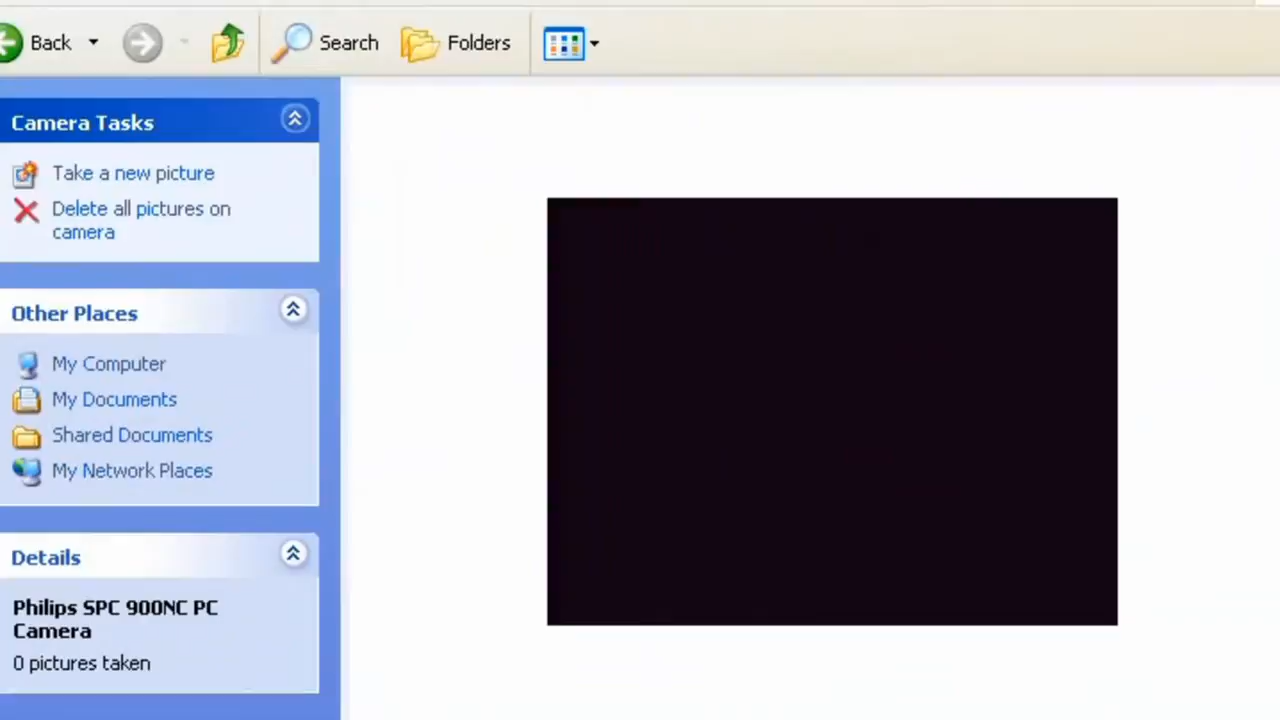 Back
Search
Folders
Camera Tasks
Take a new picture
Delete all pictures on
camera
Other Places
My Computer
My Documents
Shared Documents
My Network Places
Details
Philips SPC 900NC PC
Camera
0 pictures taken